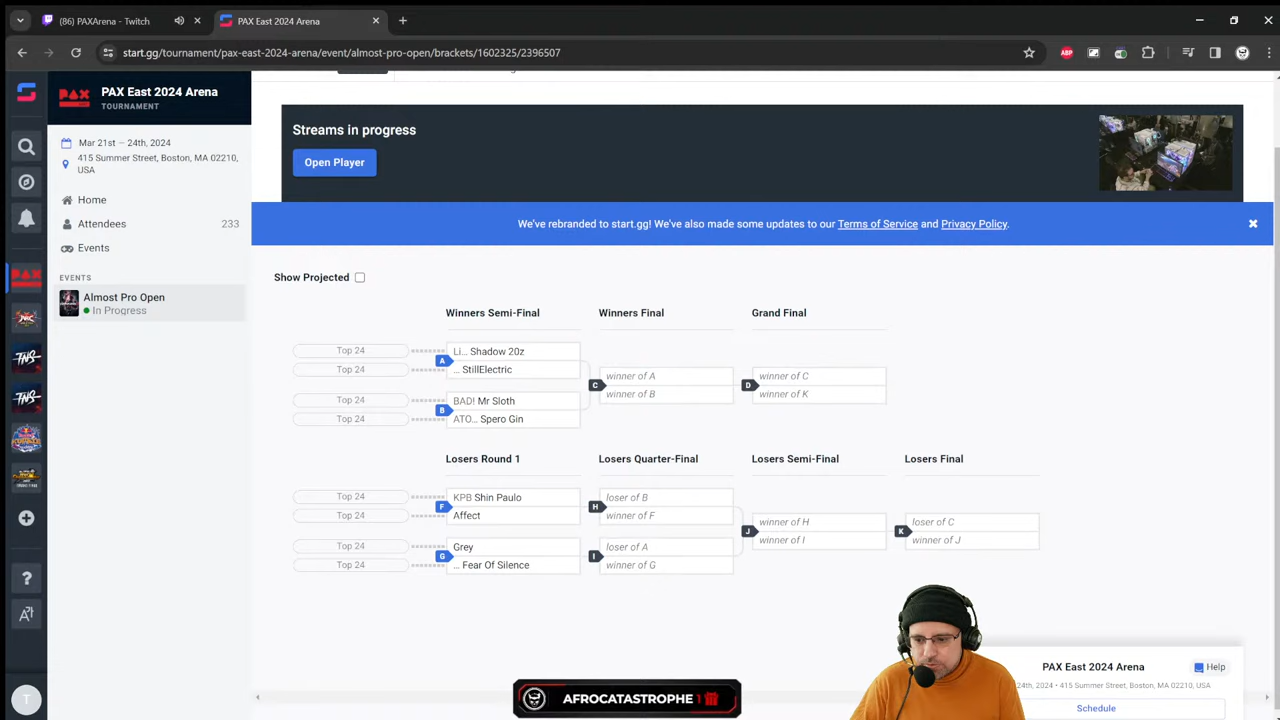 (86) PAXArena - Twitch
PAX East 2024 Arena
start.gg/tournament/pax-east-2024-arena/event/almost-pro-open/brackets/1602325/2396507
ABP
PAX East 2024 Arena
TOURNAMENT
Mar 21st — 24th, 2024
415 Summer Street, Boston, MA 02210,
USA
Home
Attendees 233
Events
EVENTS
Almost Pro Open
In Progress
Streams in progress
Open Player
We've rebranded to start.gg! We've also made some updates to our Terms of Service and Privacy Policy.
Show Projected
Winners Semi-Final Winners Final Grand Final
Top 24 Li... Shadow 20z
A
Top 24 ... StillElectric
Top 24 BAD! Mr Sloth
B
Top 24 ATO... Spero Gin
winner of A
C
winner of B
winner of C
D
winner of K
Losers Round 1 Losers Quarter-Final Losers Semi-Final Losers Final
Top 24 KPB Shin Paulo
F
Top 24 Affect
Top 24 Grey
G
Top 24 ... Fear Of Silence
loser of B
H
winner of F
loser of A
I
winner of G
winner of H
J
winner of I
loser of C
K
winner of J
AFROCATASTROPHE 1
PAX East 2024 Arena
Help
24th, 2024 • 415 Summer Street, Boston, MA 02210, USA
Schedule
T